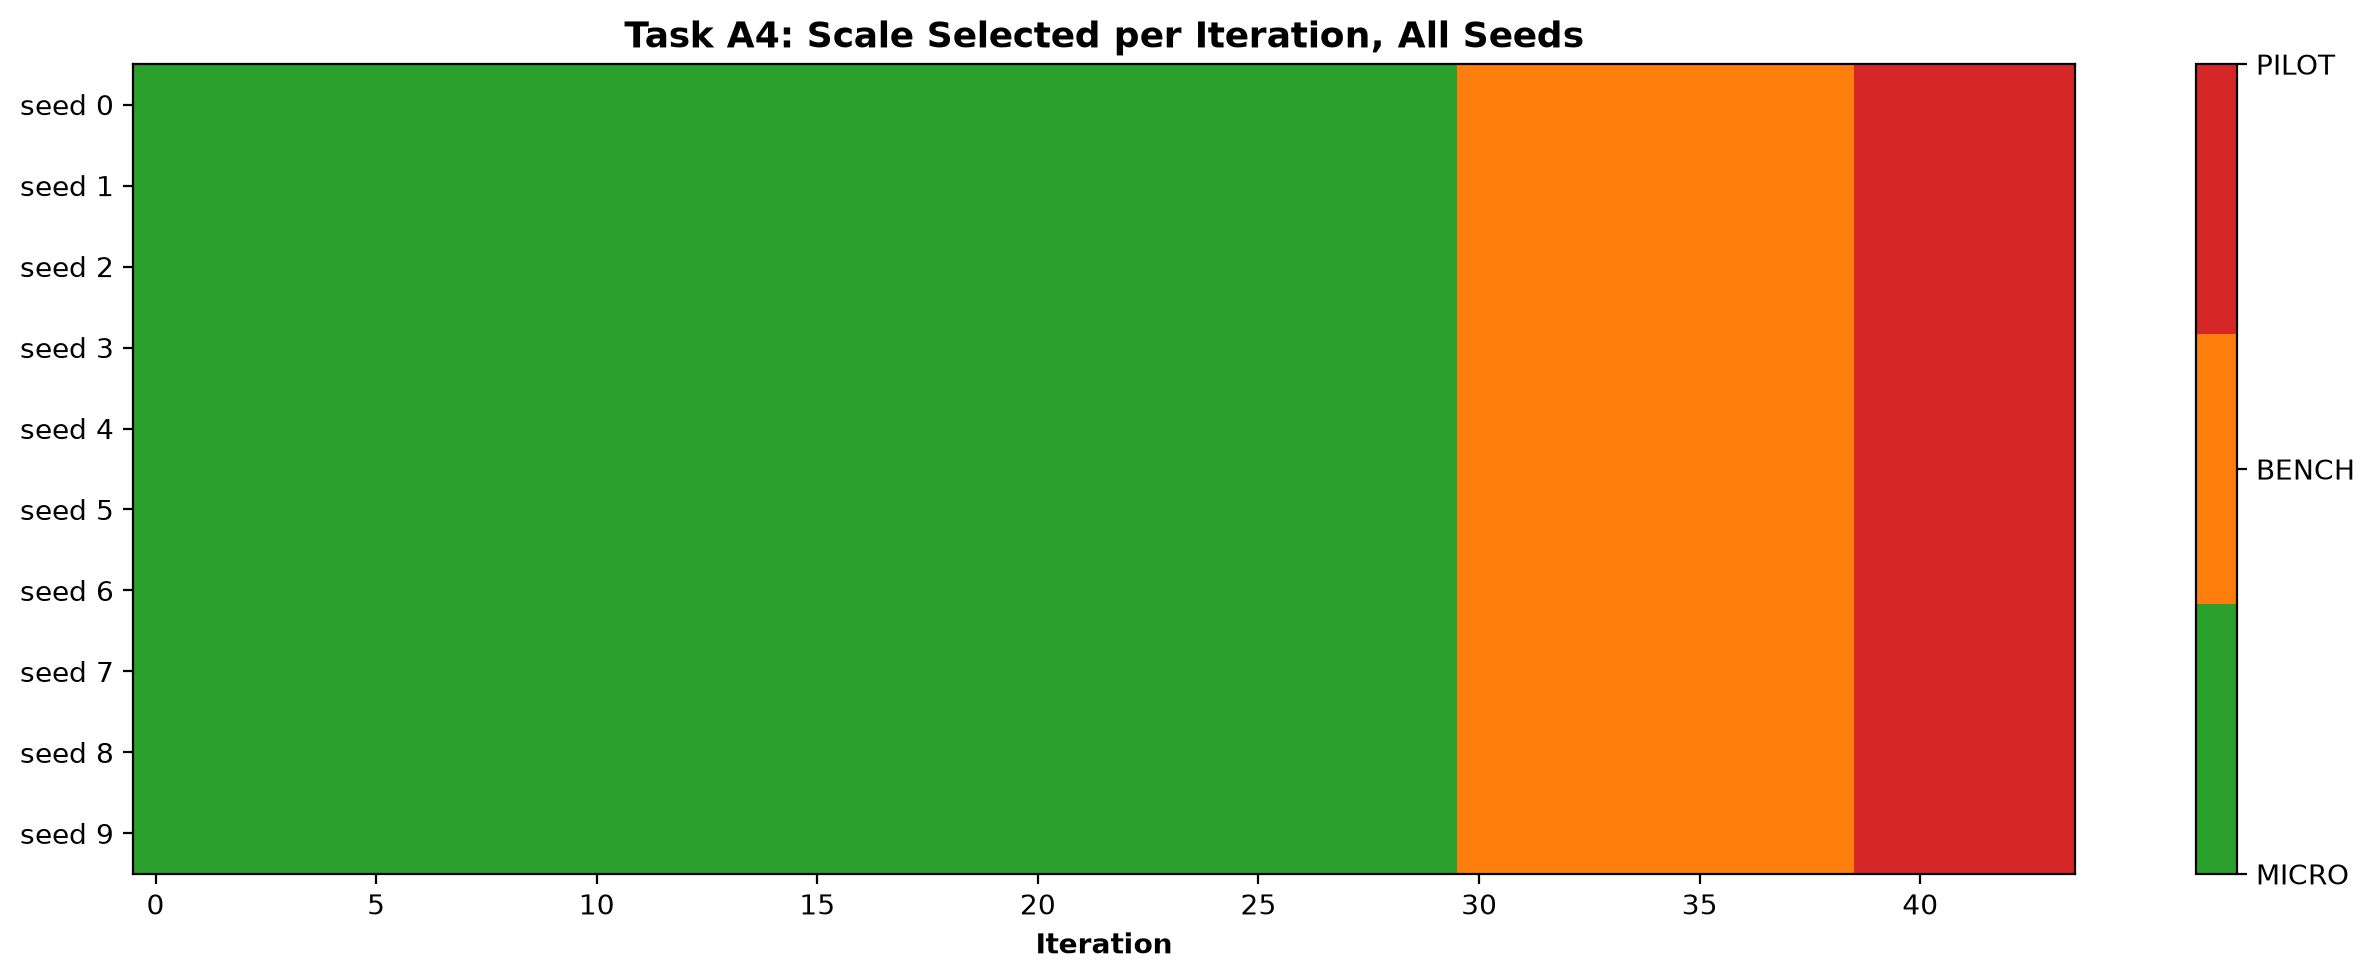 Task A4: Scale Selected per Iteration, All Seeds
seed 0
seed 1
seed 2
seed 3
seed 4
seed 5
seed 6
seed 7
seed 8
seed 9
0 5 10 15 20 25 30 35 40
Iteration
PILOT
BENCH
MICRO